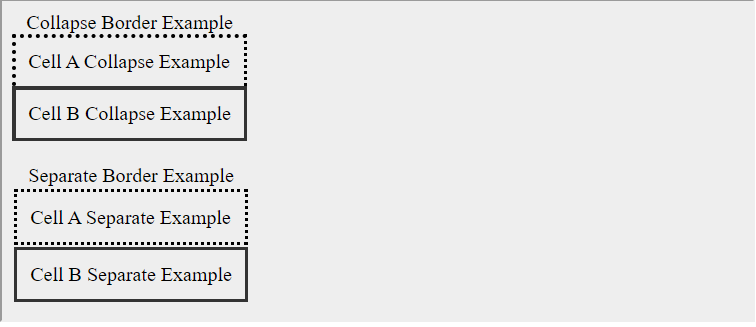 Collapse Border Example
Cell A Collapse Example
Cell B Collapse Example
Separate Border Example
Cell A Separate Example
Cell B Separate Example